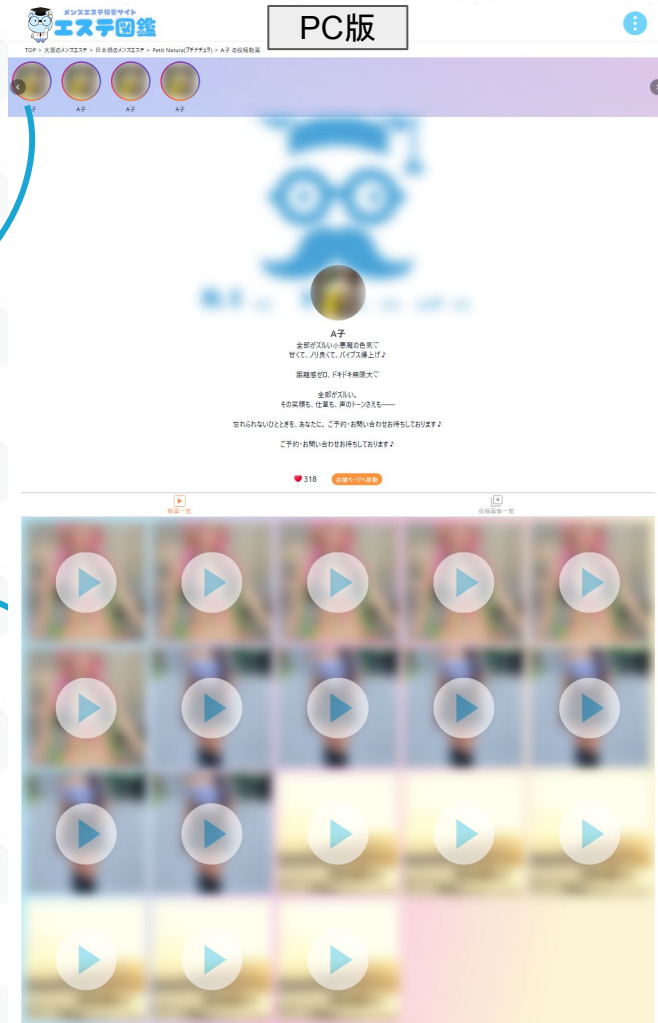 メンズエステ検索サイト
エステ図鑑
PC版
TOP > 大阪のメンズエステ > 日本橋のメンズエステ > Petit Natura(プチナチュラ) > A子 の投稿動画
A子
A子
A子
A子
A子
全部がズルい小悪魔の色気♡
甘くて、ノリ良くて、バイブス爆上げ♪
距離感ゼロ、ドキドキ無限大♡
全部がズルい。
その笑顔も、仕草も、声のトーンさえも――
忘れられないひとときを、あなたに。ご予約・お問い合わせお待ちしております♪
ご予約・お問い合わせお待ちしております♪
318
店舗ページへ移動
動画一覧
投稿画像一覧